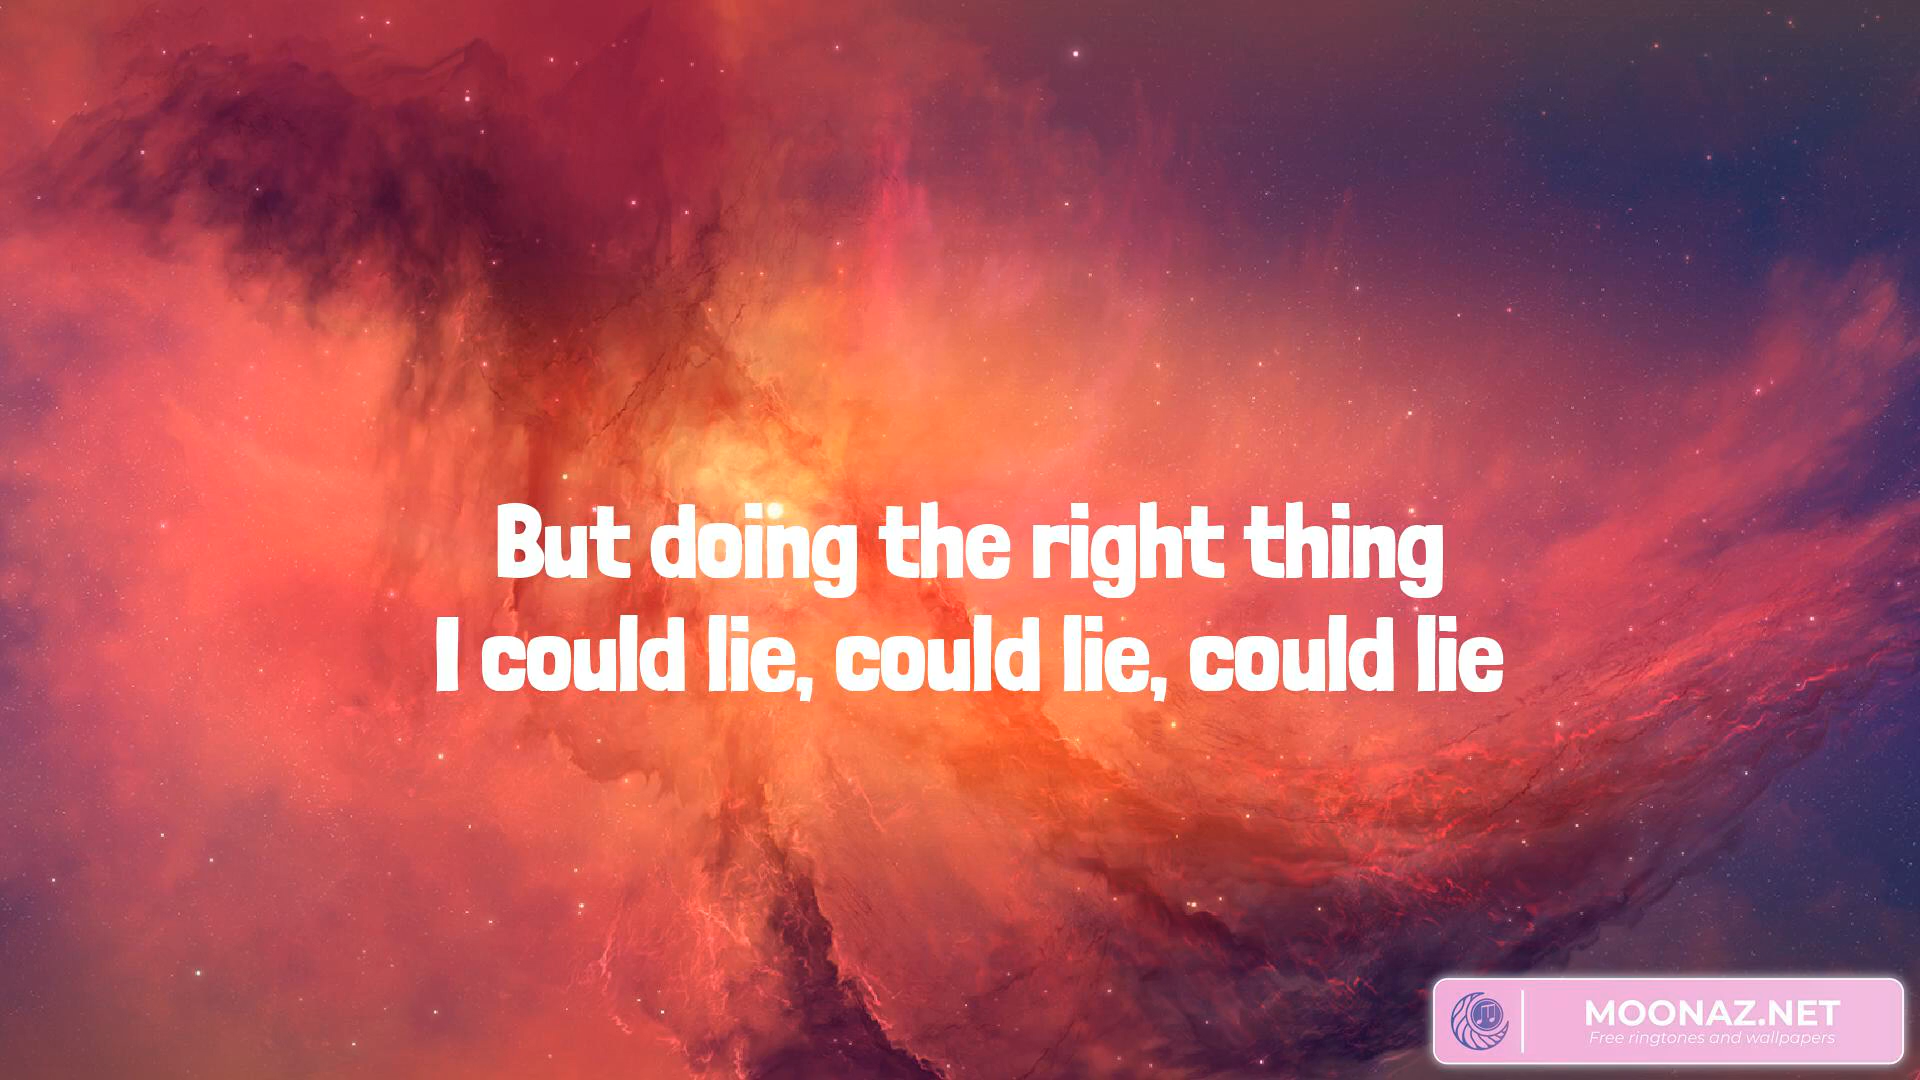 But doing the right thing
I could lie, could lie, could lie
MOONAZ.NET
Free ringtones and wallpapers